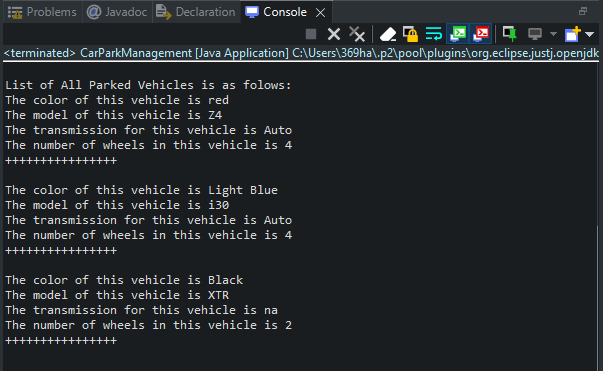 Problems @ Javadoc Declaration Console
<terminated> CarParkManagement [Java Application] C:\Users\369ha\.p2\pool\plugins\org.eclipse.justj.openjdk
List of All Parked Vehicles is as folows:
The color of this vehicle is red
The model of this vehicle is Z4
The transmission for this vehicle is Auto
The number of wheels in this vehicle is 4
++++++++++++++++
The color of this vehicle is Light Blue
The model of this vehicle is i30
The transmission for this vehicle is Auto
The number of wheels in this vehicle is 4
++++++++++++++++
The color of this vehicle is Black
The model of this vehicle is XTR
The transmission for this vehicle is na
The number of wheels in this vehicle is 2
++++++++++++++++